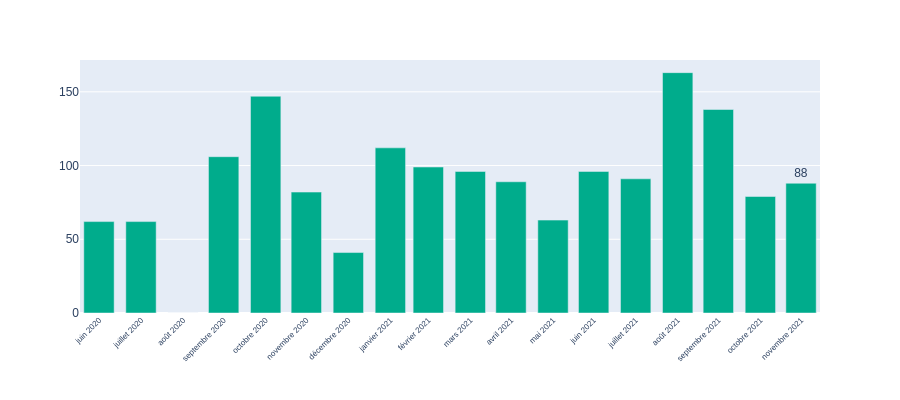 150
100
50
0
88
juin 2020
juillet 2020
août 2020
septembre 2020
octobre 2020
novembre 2020
décembre 2020
janvier 2021
février 2021
mars 2021
avril 2021
mai 2021
juin 2021
juillet 2021
août 2021
septembre 2021
octobre 2021
novembre 2021